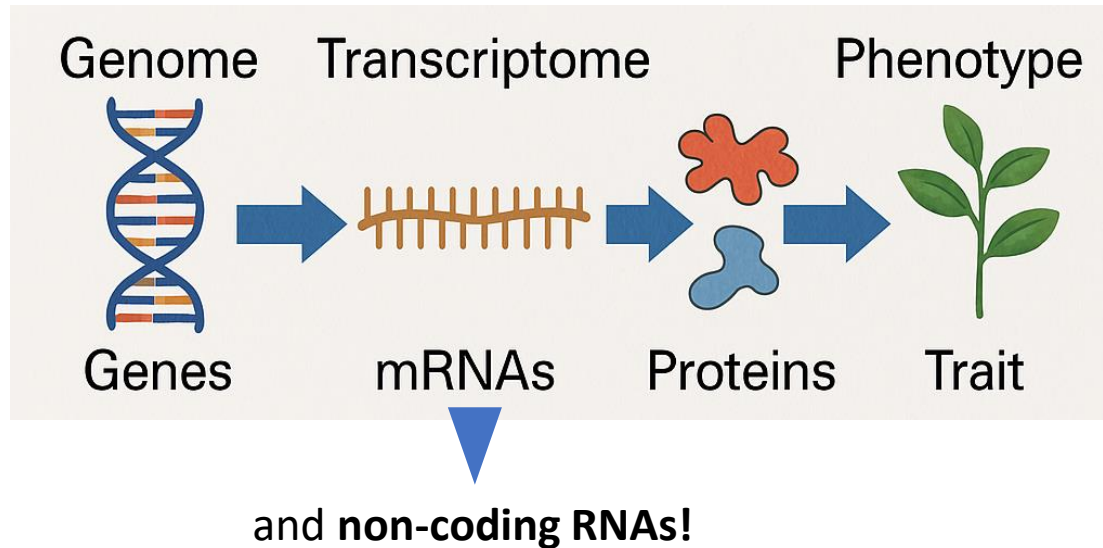 Genome Transcriptome Phenotype
Genes mRNAs Proteins Trait
and non-coding RNAs!